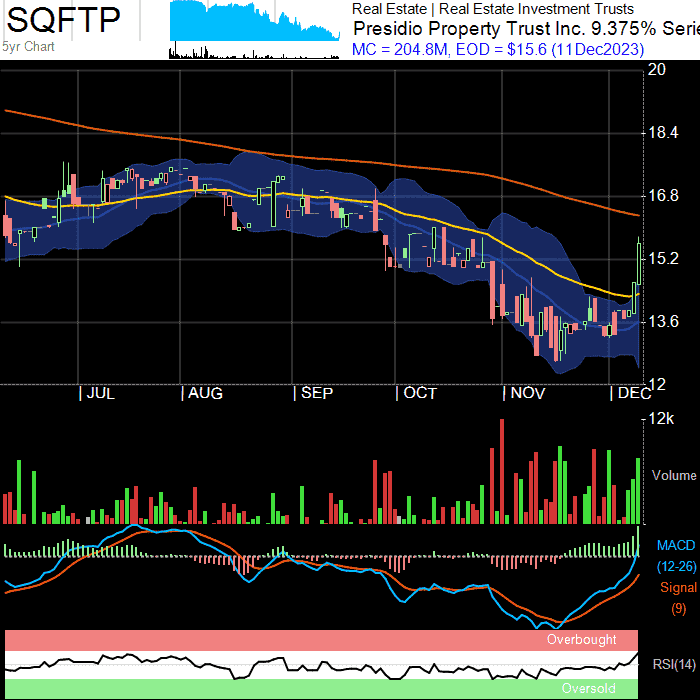 SQFTP
5yr Chart
Real Estate | Real Estate Investment Trusts
Presidio Property Trust Inc. 9.375% Serie
MC = 204.8M, EOD = $15.6 (11Dec2023)
20
18.4
16.8
15.2
13.6
12
JUL AUG SEP OCT NOV DEC
12k
Volume
MACD
(12-26)
Signal
(9)
Overbought
RSI(14)
Oversold